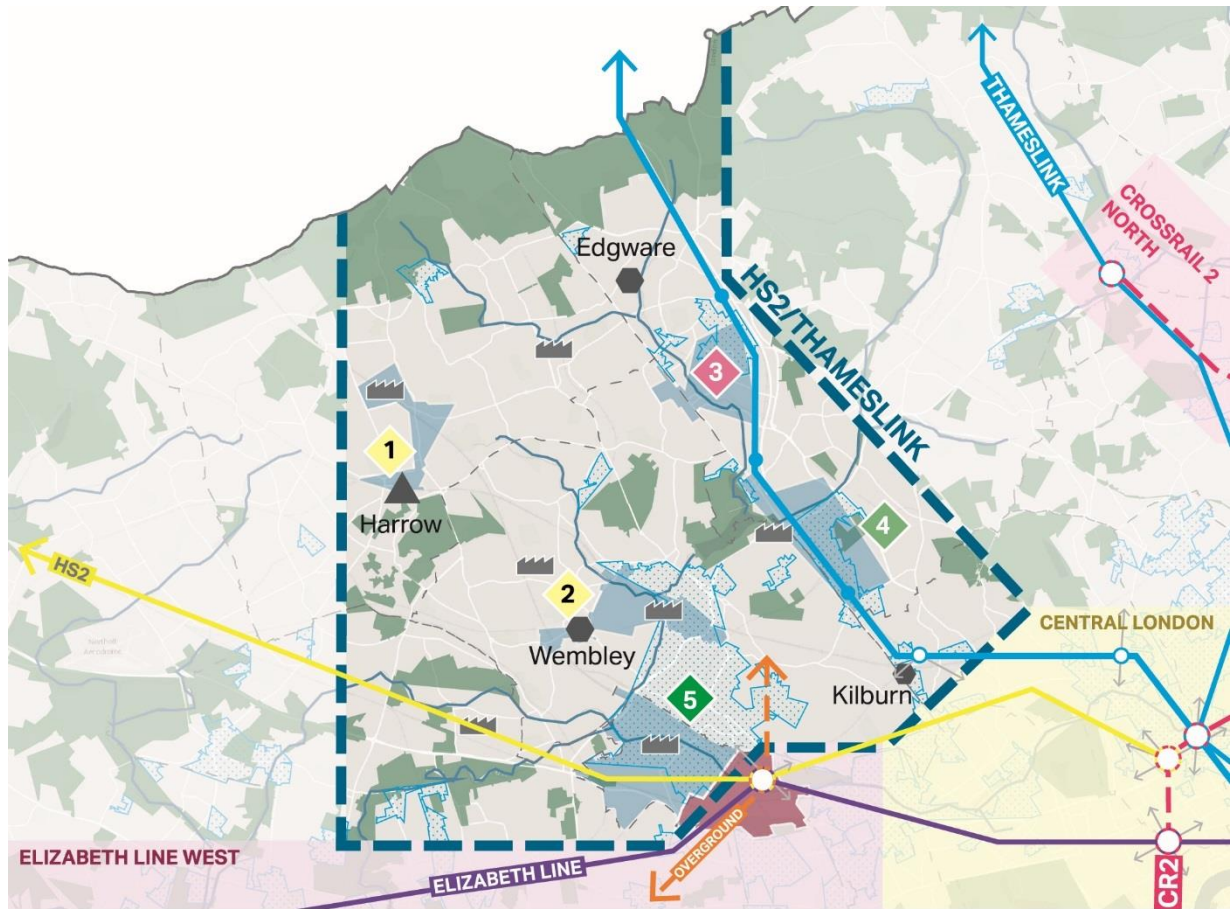 THAMESLINK
CROSSRAIL 2
NORTH
Edgware
HS2/THAMESLINK
3
1
Harrow
4
HS2
2
Wembley
CENTRAL LONDON
5
Kilburn
ELIZABETH LINE WEST
ELIZABETH LINE
OVERGROUND
CR2